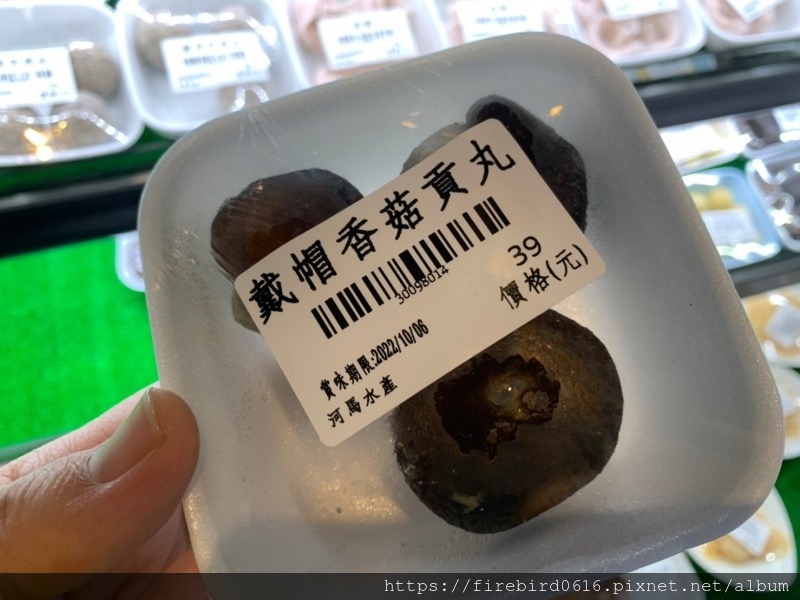 戴帽香菇貢丸
30098014
39
價格(元)
賞味期限:2022/10/06
河馬水產
https://firebird0616.pixnet.net/album